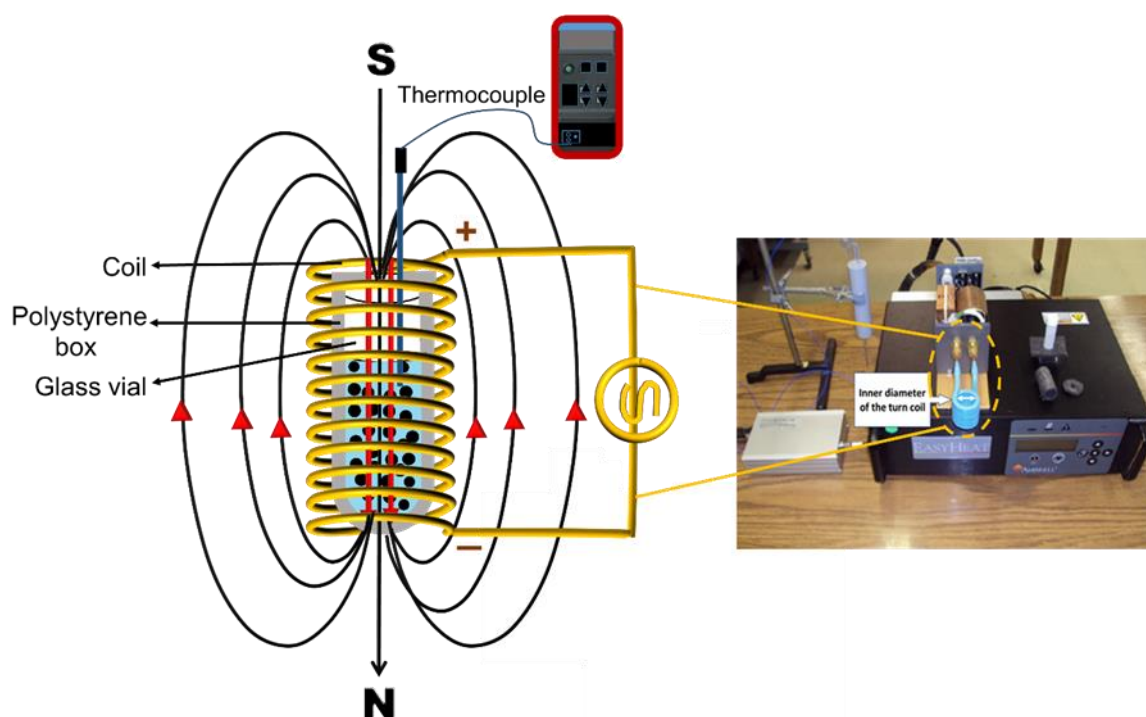 S
Thermocouple
+
Coil
Polystyrene
box
Glass vial
Inner diameter
of the turn coil
EASYHEAT
−
N